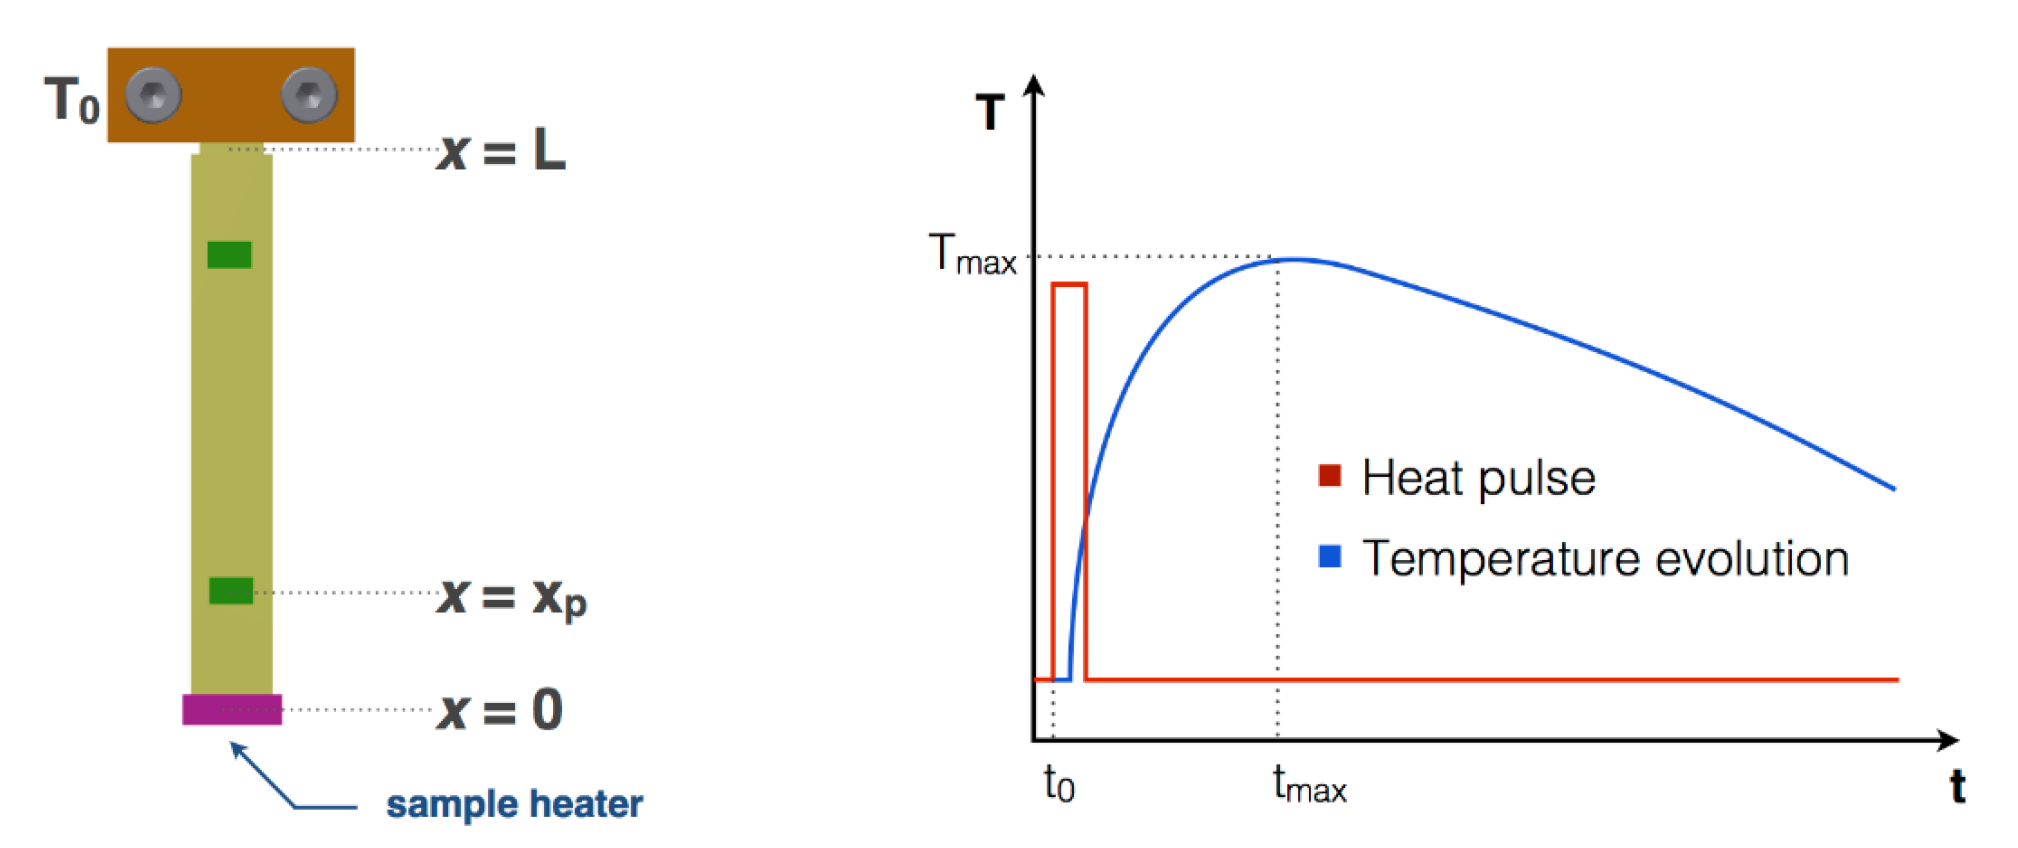 T₀
x = L
x = xₚ
x = 0
sample heater
T
Tmax
Heat pulse
Temperature evolution
t₀
tmax
t